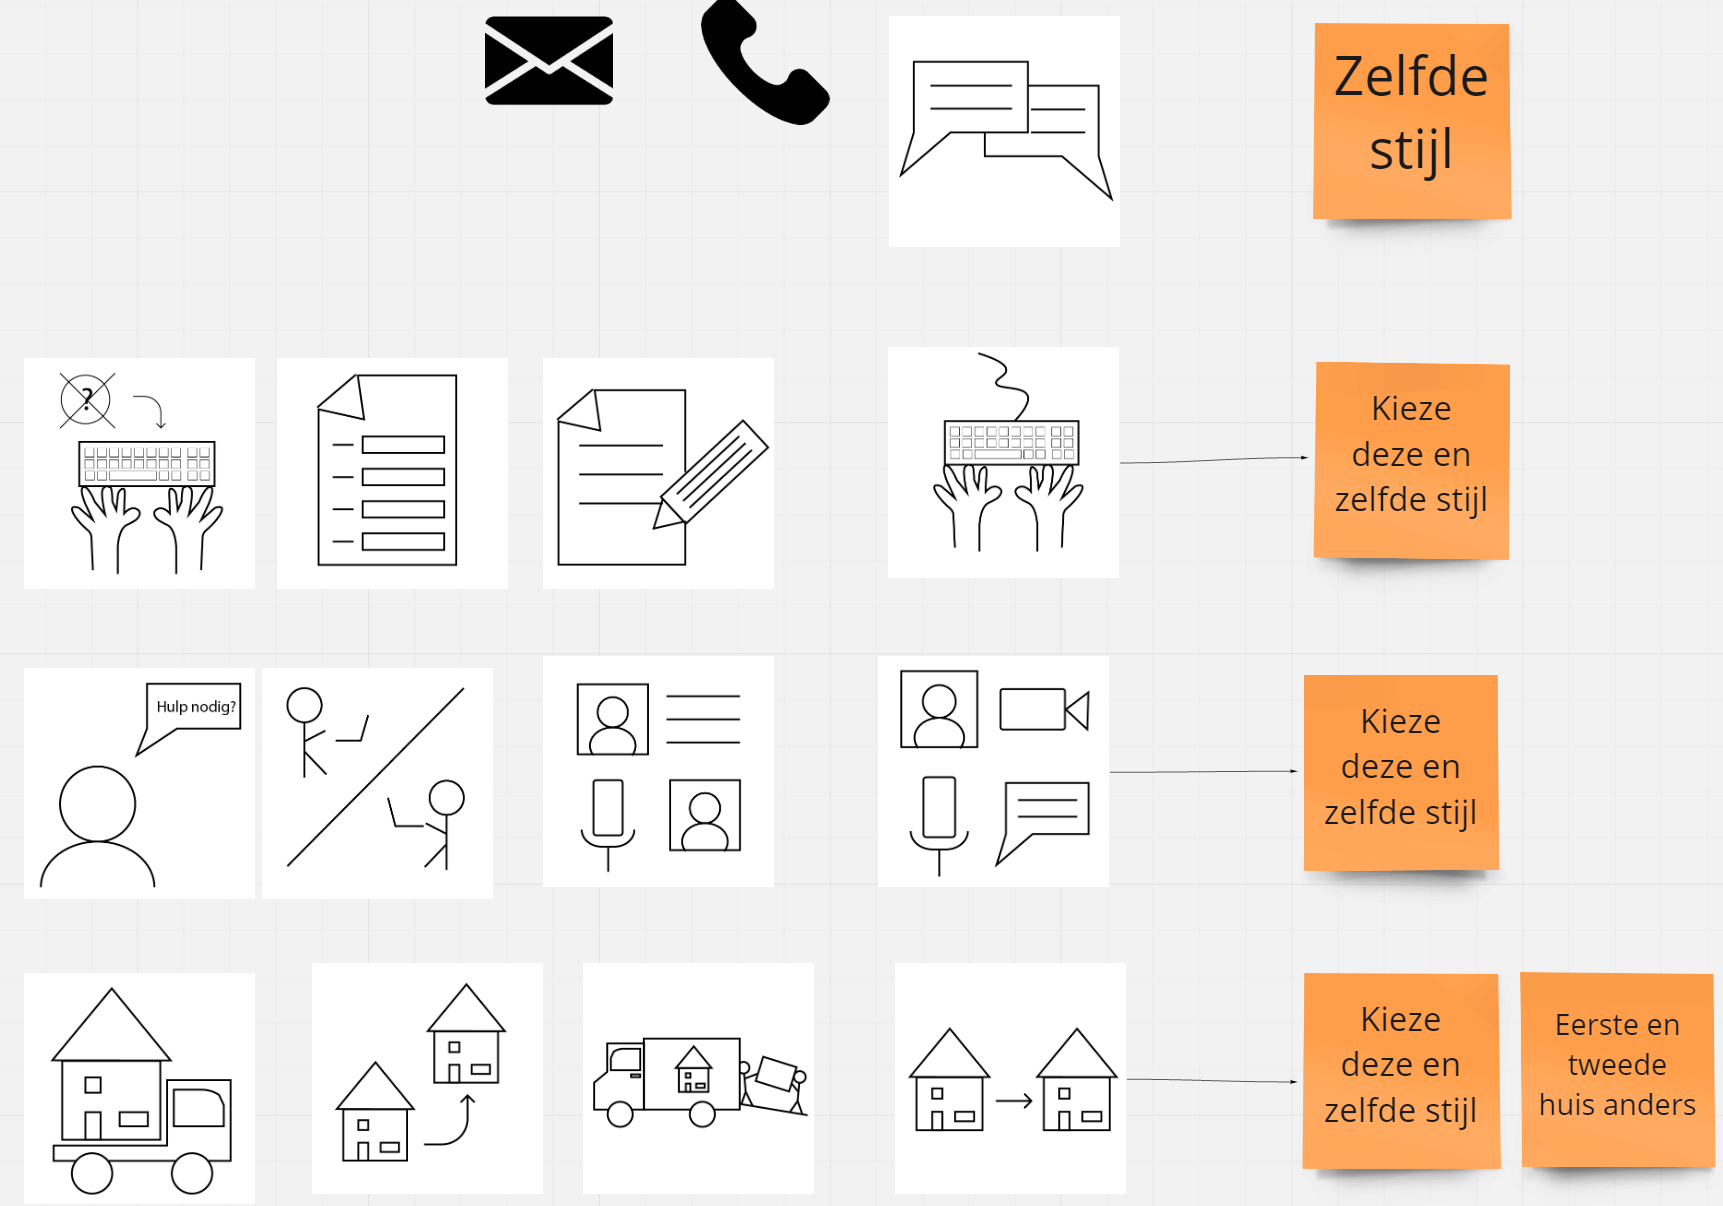 Zelfde
stijl
?
Kieze
deze en
zelfde stijl
Hulp nodig?
Kieze
deze en
zelfde stijl
Kieze
deze en
zelfde stijl
Eerste en
tweede
huis anders